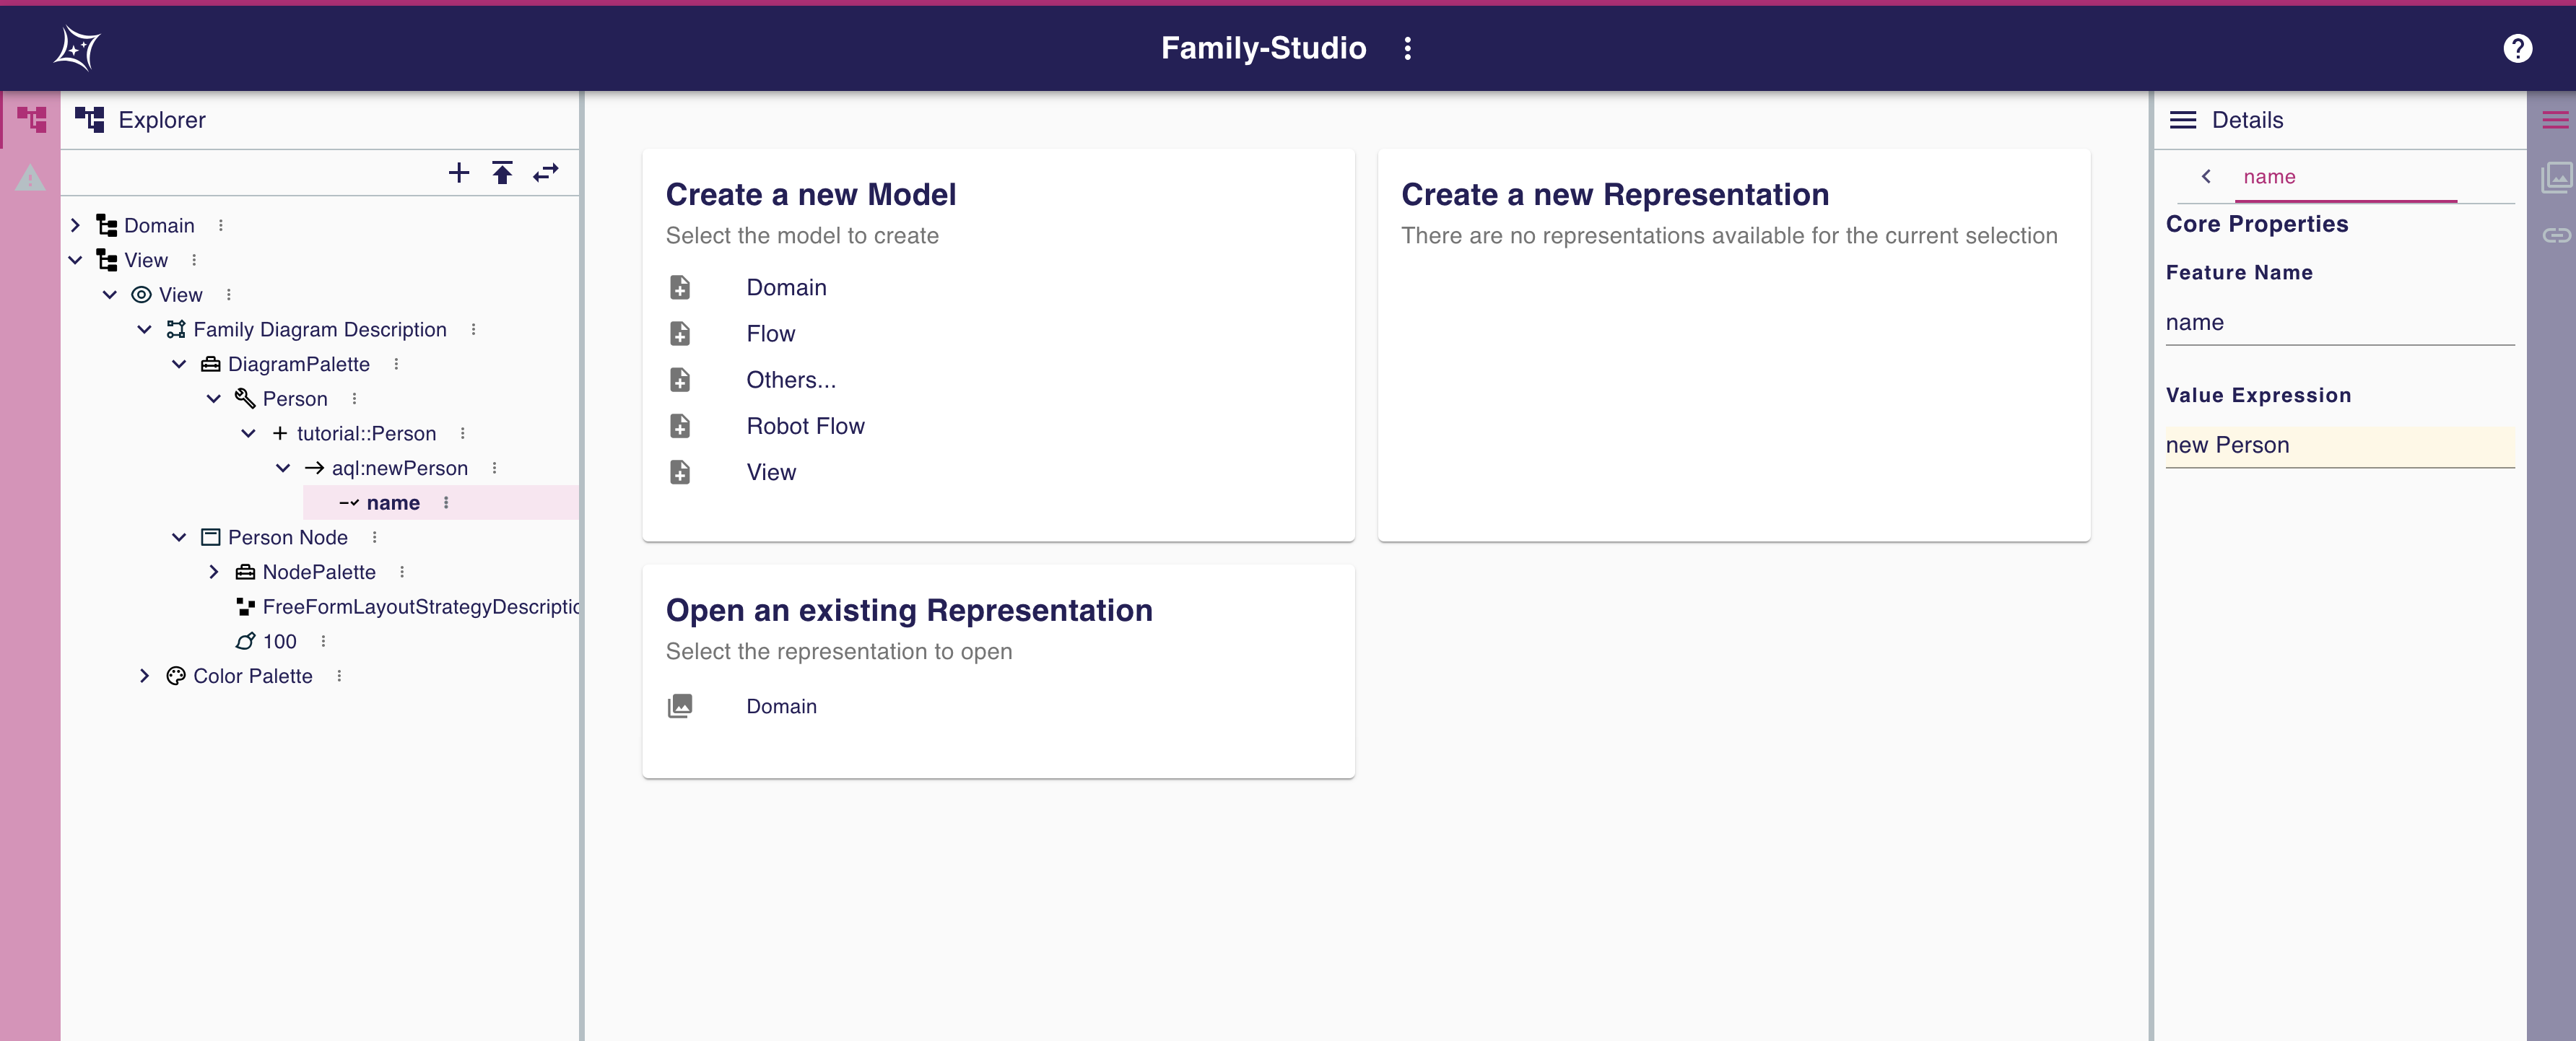 Family-Studio
Explorer
Domain
View
View
Family Diagram Description
DiagramPalette
Person
tutorial::Person
aql:newPerson
name
Person Node
NodePalette
FreeFormLayoutStrategyDescriptio
100
Color Palette
Create a new Model
Select the model to create
Domain
Flow
Others...
Robot Flow
View
Create a new Representation
There are no representations available for the current selection
Open an existing Representation
Select the representation to open
Domain
Details
name
Core Properties
Feature Name
name
Value Expression
new Person